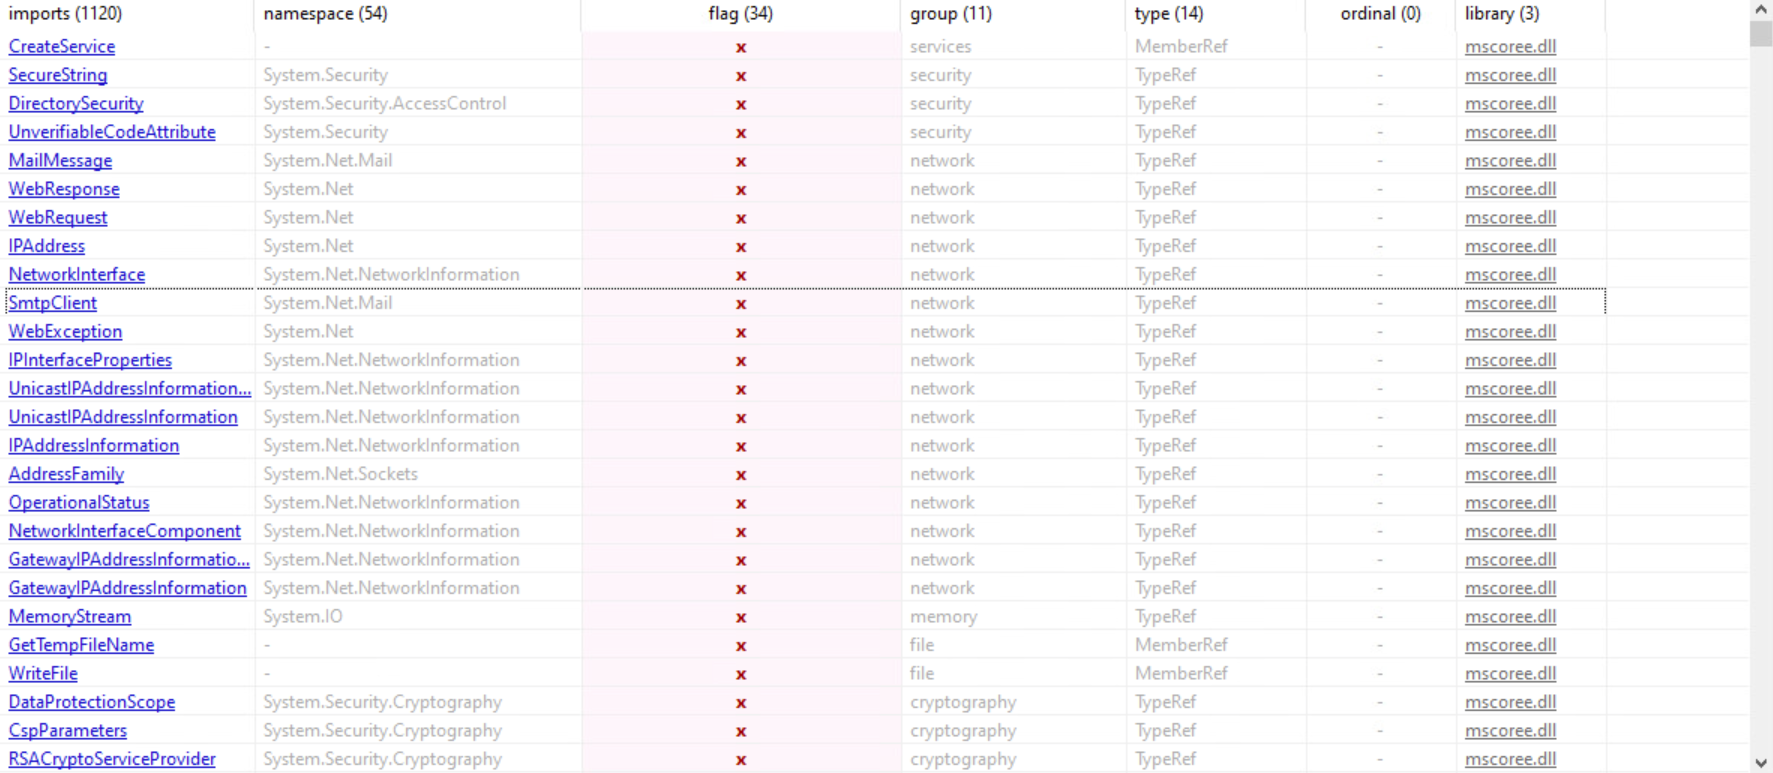 imports (1120) namespace (54) flag (34) group (11) type (14) ordinal (0) library (3)
CreateService - x services MemberRef - mscoree.dll
SecureString System.Security x security TypeRef - mscoree.dll
DirectorySecurity System.Security.AccessControl x security TypeRef - mscoree.dll
UnverifiableCodeAttribute System.Security x security TypeRef - mscoree.dll
MailMessage System.Net.Mail x network TypeRef - mscoree.dll
WebResponse System.Net x network TypeRef - mscoree.dll
WebRequest System.Net x network TypeRef - mscoree.dll
IPAddress System.Net x network TypeRef - mscoree.dll
NetworkInterface System.Net.NetworkInformation x network TypeRef - mscoree.dll
SmtpClient System.Net.Mail x network TypeRef - mscoree.dll
WebException System.Net x network TypeRef - mscoree.dll
IPInterfaceProperties System.Net.NetworkInformation x network TypeRef - mscoree.dll
UnicastIPAddressInformation... System.Net.NetworkInformation x network TypeRef - mscoree.dll
UnicastIPAddressInformation System.Net.NetworkInformation x network TypeRef - mscoree.dll
IPAddressInformation System.Net.NetworkInformation x network TypeRef - mscoree.dll
AddressFamily System.Net.Sockets x network TypeRef - mscoree.dll
OperationalStatus System.Net.NetworkInformation x network TypeRef - mscoree.dll
NetworkInterfaceComponent System.Net.NetworkInformation x network TypeRef - mscoree.dll
GatewayIPAddressInformatio... System.Net.NetworkInformation x network TypeRef - mscoree.dll
GatewayIPAddressInformation System.Net.NetworkInformation x network TypeRef - mscoree.dll
MemoryStream System.IO x memory TypeRef - mscoree.dll
GetTempFileName - x file MemberRef - mscoree.dll
WriteFile - x file MemberRef - mscoree.dll
DataProtectionScope System.Security.Cryptography x cryptography TypeRef - mscoree.dll
CspParameters System.Security.Cryptography x cryptography TypeRef - mscoree.dll
RSACryptoServiceProvider System.Security.Cryptography x cryptography TypeRef - mscoree.dll